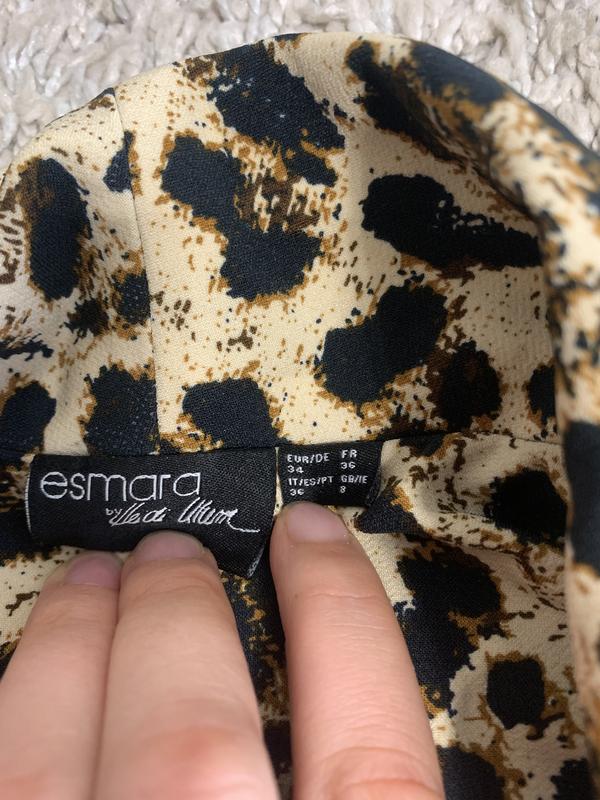 esmara
by Heidi Klum
EUR/DE FR
34 36
IT/ES/PT GB/IE
36 8